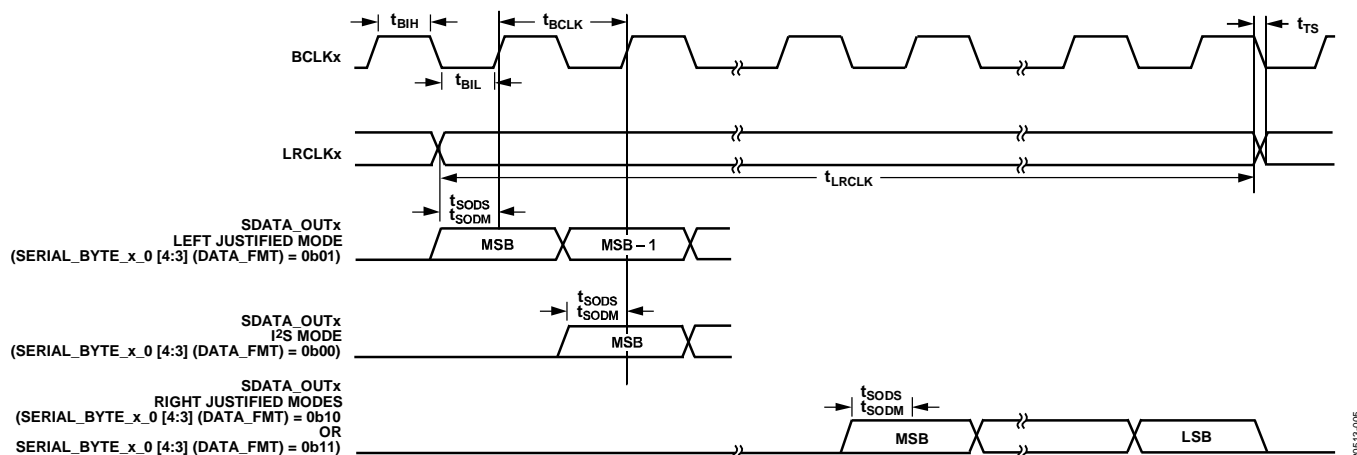 tBIH
tBCLK
tTS
BCLKx
tBIL
LRCLKx
tLRCLK
tSODS
tSODM
SDATA_OUTx
LEFT JUSTIFIED MODE
(SERIAL_BYTE_x_0 [4:3] (DATA_FMT) = 0b01)
MSB
MSB – 1
tSODS
tSODM
SDATA_OUTx
I2S MODE
(SERIAL_BYTE_x_0 [4:3] (DATA_FMT) = 0b00)
MSB
SDATA_OUTx
RIGHT JUSTIFIED MODES
(SERIAL_BYTE_x_0 [4:3] (DATA_FMT) = 0b10
OR
SERIAL_BYTE_x_0 [4:3] (DATA_FMT) = 0b11)
tSODS
tSODM
MSB
LSB